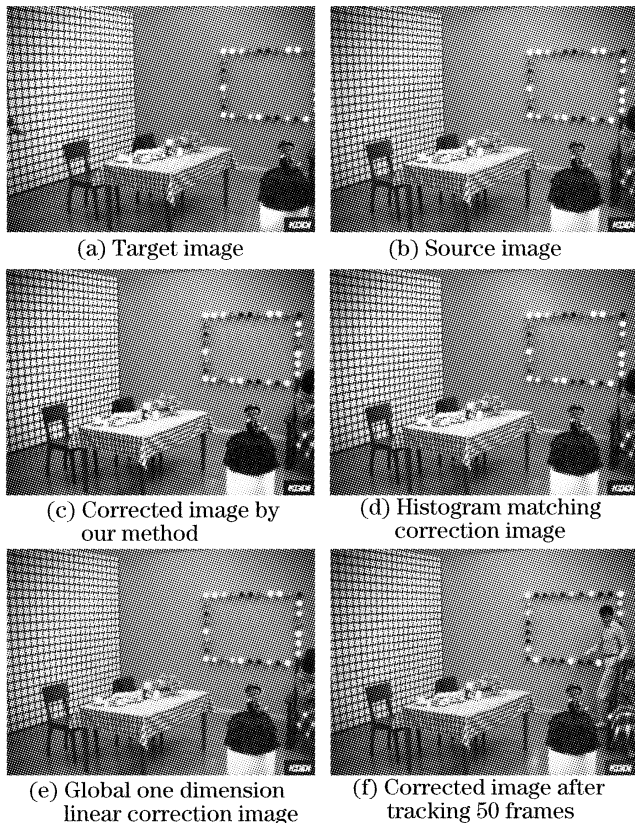 (a) Target image
(b) Source image
(c) Corrected image by
our method
(d) Histogram matching
correction image
(e) Global one dimension
linear correction image
(f) Corrected image after
tracking 50 frames